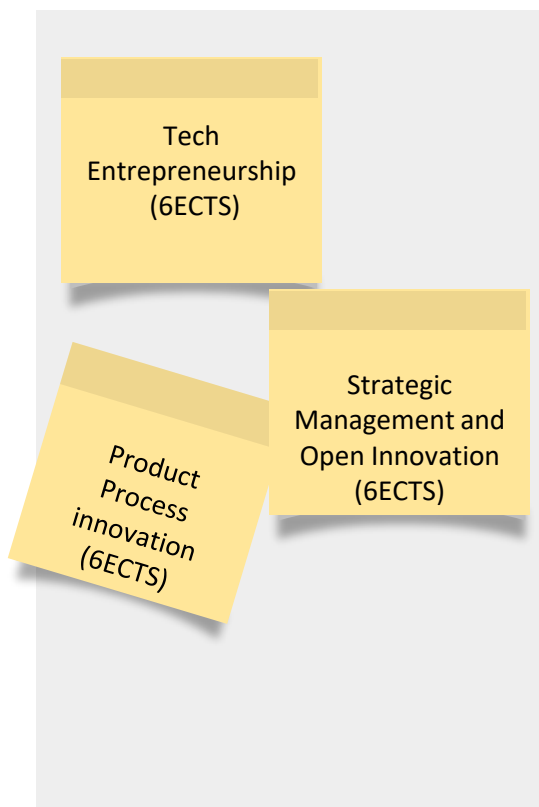 Tech
Entrepreneurship
(6ECTS)
Strategic
Management and
Open Innovation
(6ECTS)
Product
Process
innovation
(6ECTS)